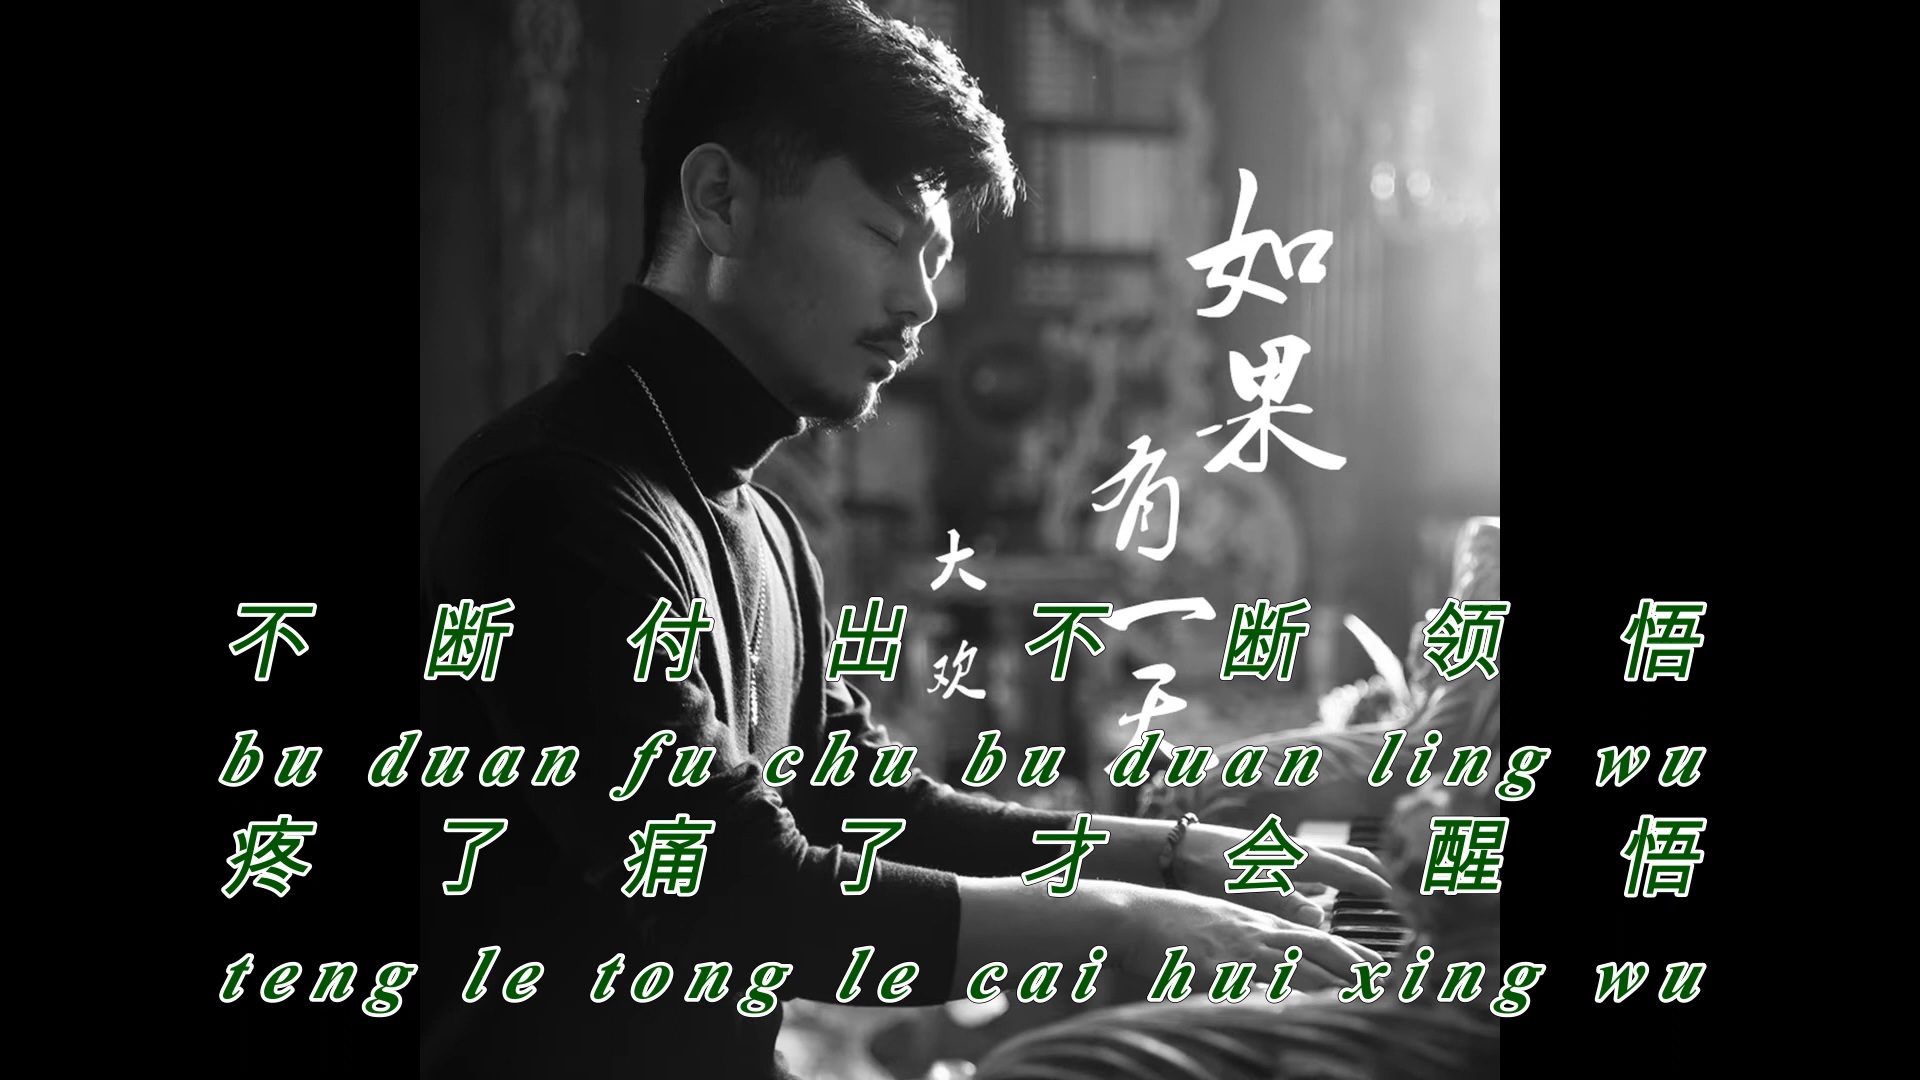 如果
有一天
大欢
不断付出不断领悟
bu duan fu chu bu duan ling wu
疼了痛了才会醒悟
teng le tong le cai hui xing wu